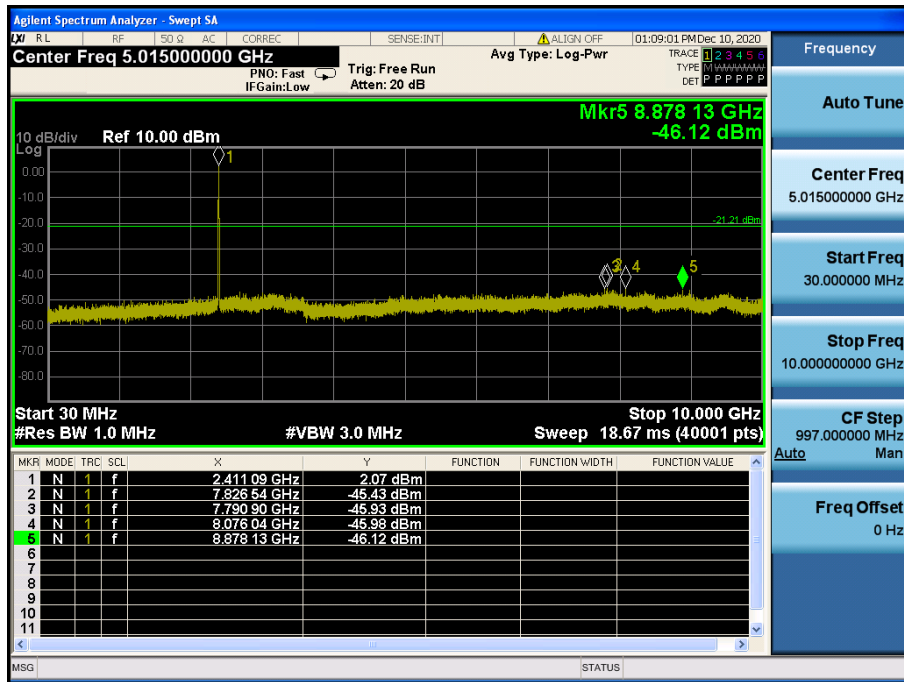 Agilent Spectrum Analyzer - Swept SA
LXI RL RF 50 Ω AC CORREC SENSE:INT ALIGN OFF 01:09:01 PM Dec 10, 2020
Center Freq 5.015000000 GHz
PNO: Fast
IFGain:Low
Trig: Free Run
Atten: 20 dB
Avg Type: Log-Pwr
TRACE 1 2 3 4 5 6
TYPE M WWWWW
DET P P P P P P
Mkr5 8.878 13 GHz
-46.12 dBm
10 dB/div Ref 10.00 dBm
Log
0.00
-10.0
-20.0
-30.0
-40.0
-50.0
-60.0
-70.0
-80.0
1
-21.21 dBm
3 4 5
Start 30 MHz Stop 10.000 GHz
#Res BW 1.0 MHz #VBW 3.0 MHz Sweep 18.67 ms (40001 pts)
MKR MODE TRC SCL X Y FUNCTION FUNCTION WIDTH FUNCTION VALUE
1 N 1 f 2.411 09 GHz 2.07 dBm
2 N 1 f 7.826 54 GHz -45.43 dBm
3 N 1 f 7.790 90 GHz -45.93 dBm
4 N 1 f 8.076 04 GHz -45.98 dBm
5 N 1 f 8.878 13 GHz -46.12 dBm
6
7
8
9
10
11
MSG STATUS
Frequency
Auto Tune
Center Freq
5.015000000 GHz
Start Freq
30.000000 MHz
Stop Freq
10.000000000 GHz
CF Step
997.000000 MHz
Auto Man
Freq Offset
0 Hz